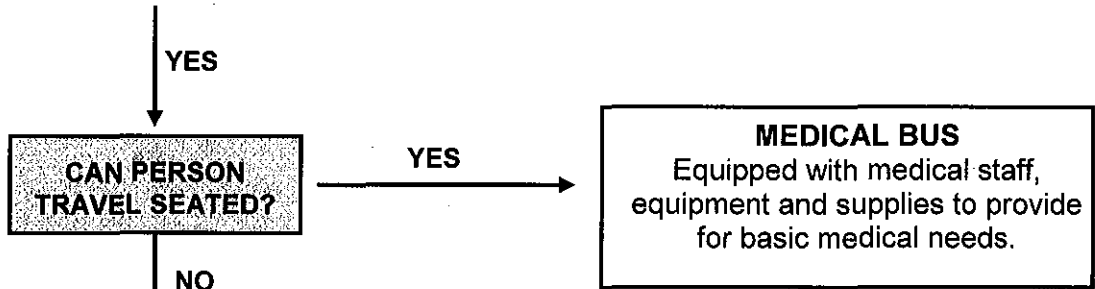 YES
CAN PERSON
TRAVEL SEATED?
YES
MEDICAL BUS
Equipped with medical staff,
equipment and supplies to provide
for basic medical needs.
NO